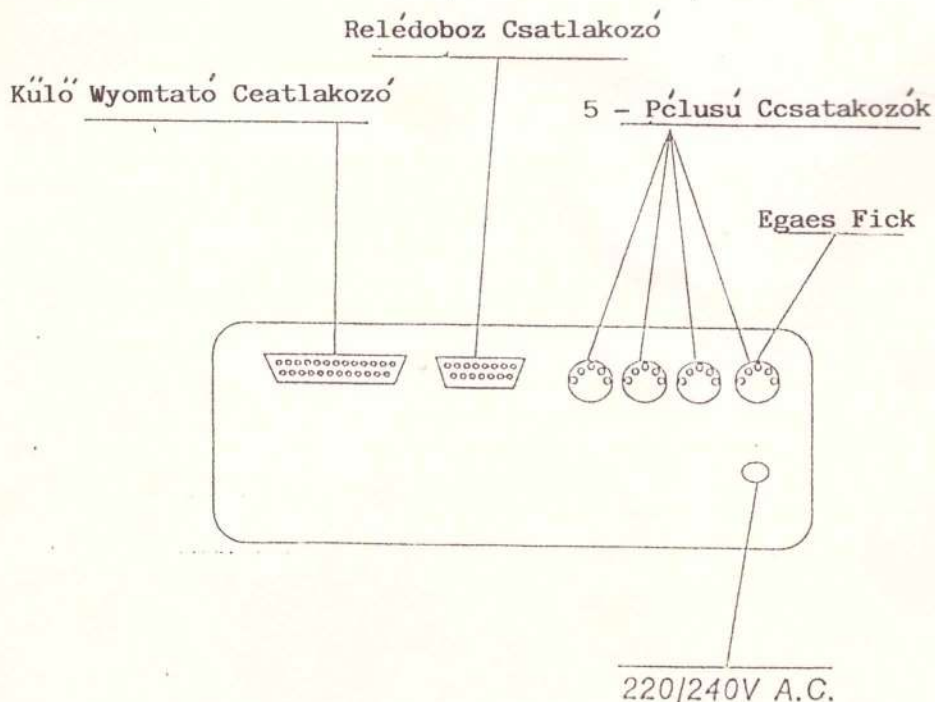 Relédoboz Csatlakozó
Kűlő Wyomtató Ceatlakozó
5 - Pólusú Ccsatakozók
Egaes Fick
220/240V A.C.